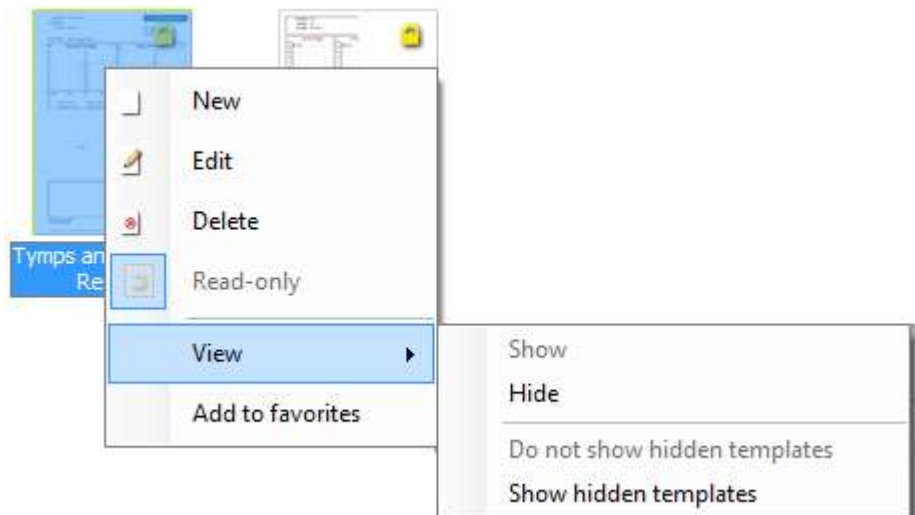 New
Edit
Delete
Tymps an
Re
Read-only
View
Add to favorites
Show
Hide
Do not show hidden templates
Show hidden templates